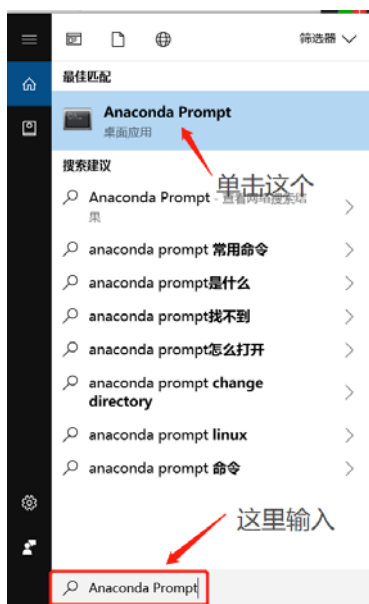 筛选器
最佳匹配
Anaconda Prompt
桌面应用
搜索建议
单击这个
Anaconda Prompt - 查看网络搜索结
果
anaconda prompt 常用命令
anaconda prompt是什么
anaconda prompt找不到
anaconda prompt怎么打开
anaconda prompt change
directory
anaconda prompt linux
anaconda prompt 命令
这里输入
Anaconda Prompt